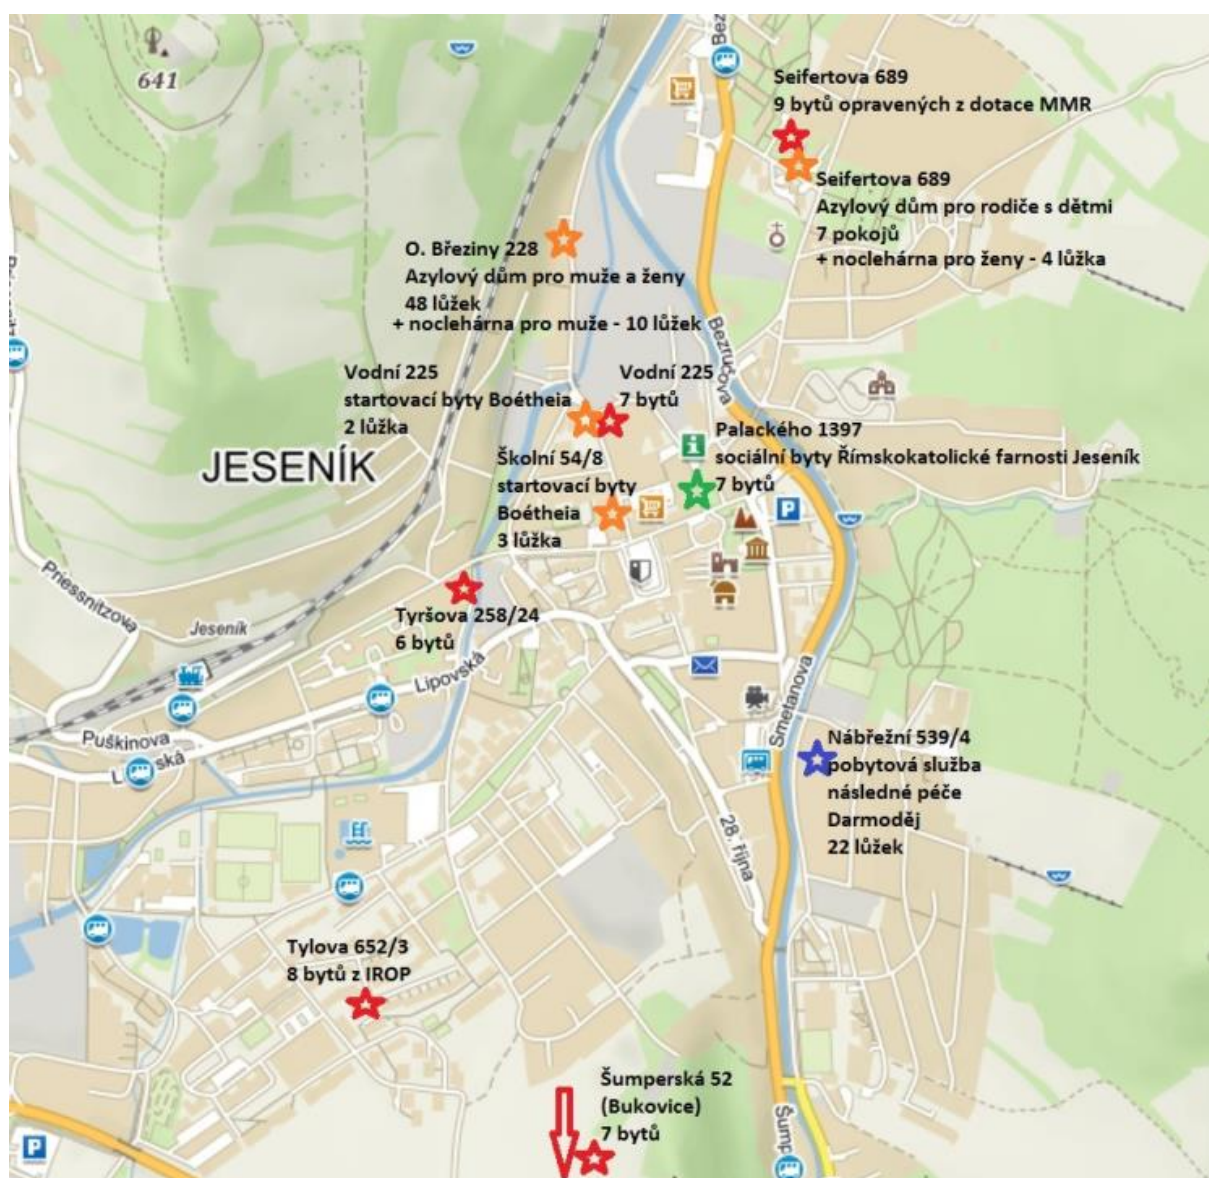 641
Bez
Seifertova 689
9 bytů opravených z dotace MMR
Seifertova 689
Azylový dům pro rodiče s dětmi
7 pokojů
+ noclehárna pro ženy - 4 lůžka
O. Březiny 228
Azylový dům pro muže a ženy
48 lůžek
+ noclehárna pro muže - 10 lůžek
Bezručova
Vodní 225
startovací byty Boétheia
2 lůžka
Vodní 225
7 bytů
Palackého 1397
sociální byty Římskokatolické farnosti Jeseník
7 bytů
JESENÍK
Školní 54/8
startovací byty
Boétheia
3 lůžka
P
Priessnitzova
Jeseník
Tyršova 258/24
6 bytů
Lipovská
Smetanova
Puškinova
L ská
Nábřežní 539/4
pobytová služba
následné péče
Darmoděj
22 lůžek
28. října
Tylova 652/3
8 bytů z IROP
Šumperská 52
(Bukovice)
7 bytů
Šump
P